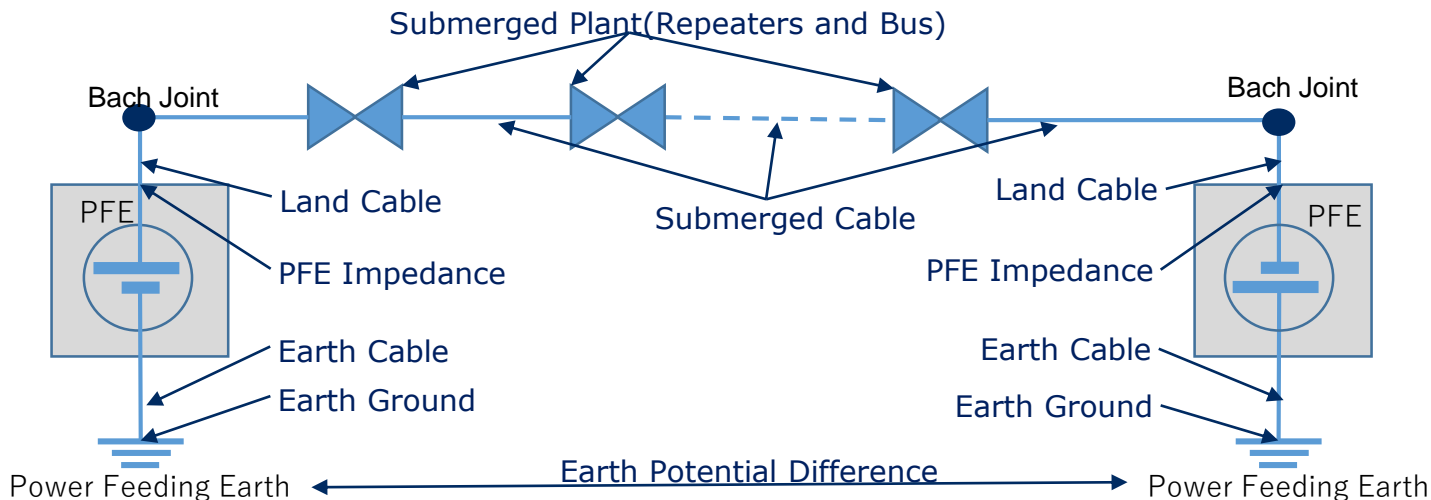 Submerged Plant(Repeaters and Bus)
Bach Joint
Bach Joint
Land Cable
Land Cable
PFE
PFE
Submerged Cable
PFE Impedance
PFE Impedance
Earth Cable
Earth Cable
Earth Ground
Earth Ground
Earth Potential Difference
Power Feeding Earth
Power Feeding Earth